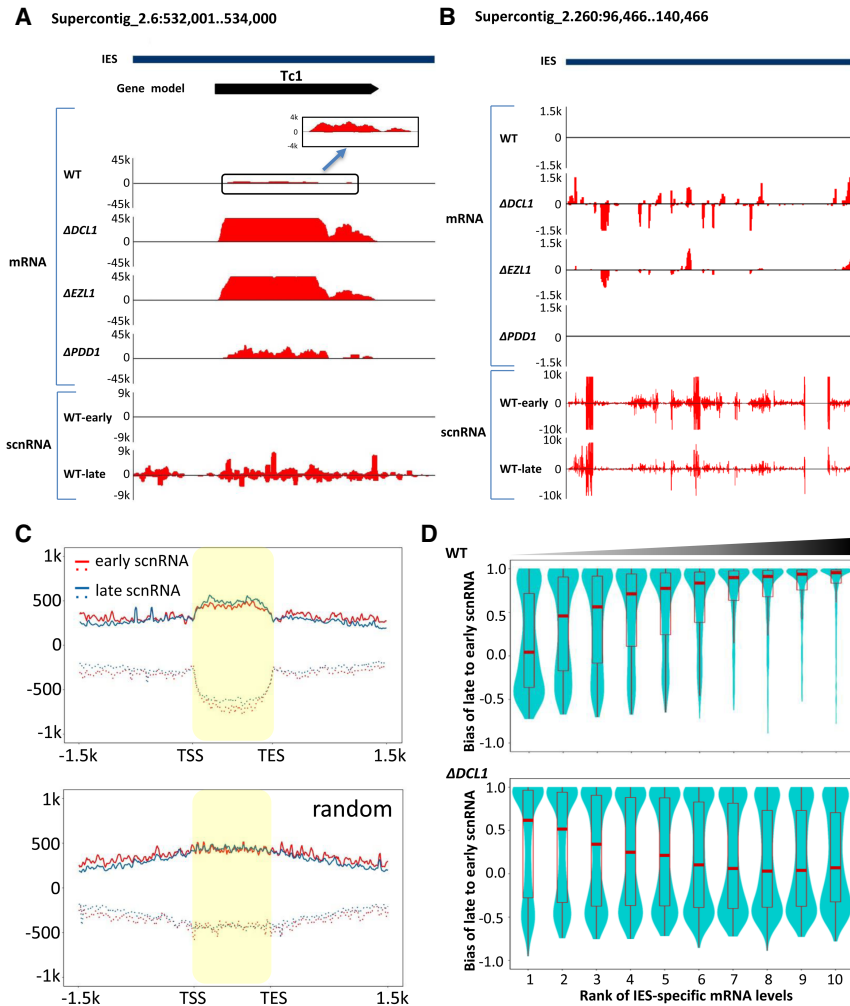 A Supercontig_2.6:532,001..534,000
IES
Tc1
Gene model
4k
0
-4k
mRNA
WT
45k
0
-45k
ΔDCL1
45k
0
-45k
ΔEZL1
45k
0
-45k
ΔPDD1
45k
0
-45k
scnRNA
WT-early
9k
0
-9k
WT-late
9k
0
-9k
B Supercontig_2.260:96,466..140,466
IES
mRNA
WT
1.5k
0
-1.5k
ΔDCL1
1.5k
0
-1.5k
ΔEZL1
1.5k
0
1.5k
ΔPDD1
1.5k
0
-1.5k
scnRNA
WT-early
10k
0
-10k
WT-late
10k
0
-10k
C
early scnRNA
late scnRNA
1k
500
0
-500
-1k
-1.5k TSS TES 1.5k
random
1k
500
0
-500
-1k
-1.5k TSS TES 1.5k
D
WT
Bias of late to early scnRNA
1.0
0.5
0.0
-0.5
-1.0
ΔDCL1
Bias of late to early scnRNA
1.0
0.5
0.0
-0.5
-1.0
1 2 3 4 5 6 7 8 9 10
Rank of IES-specific mRNA levels